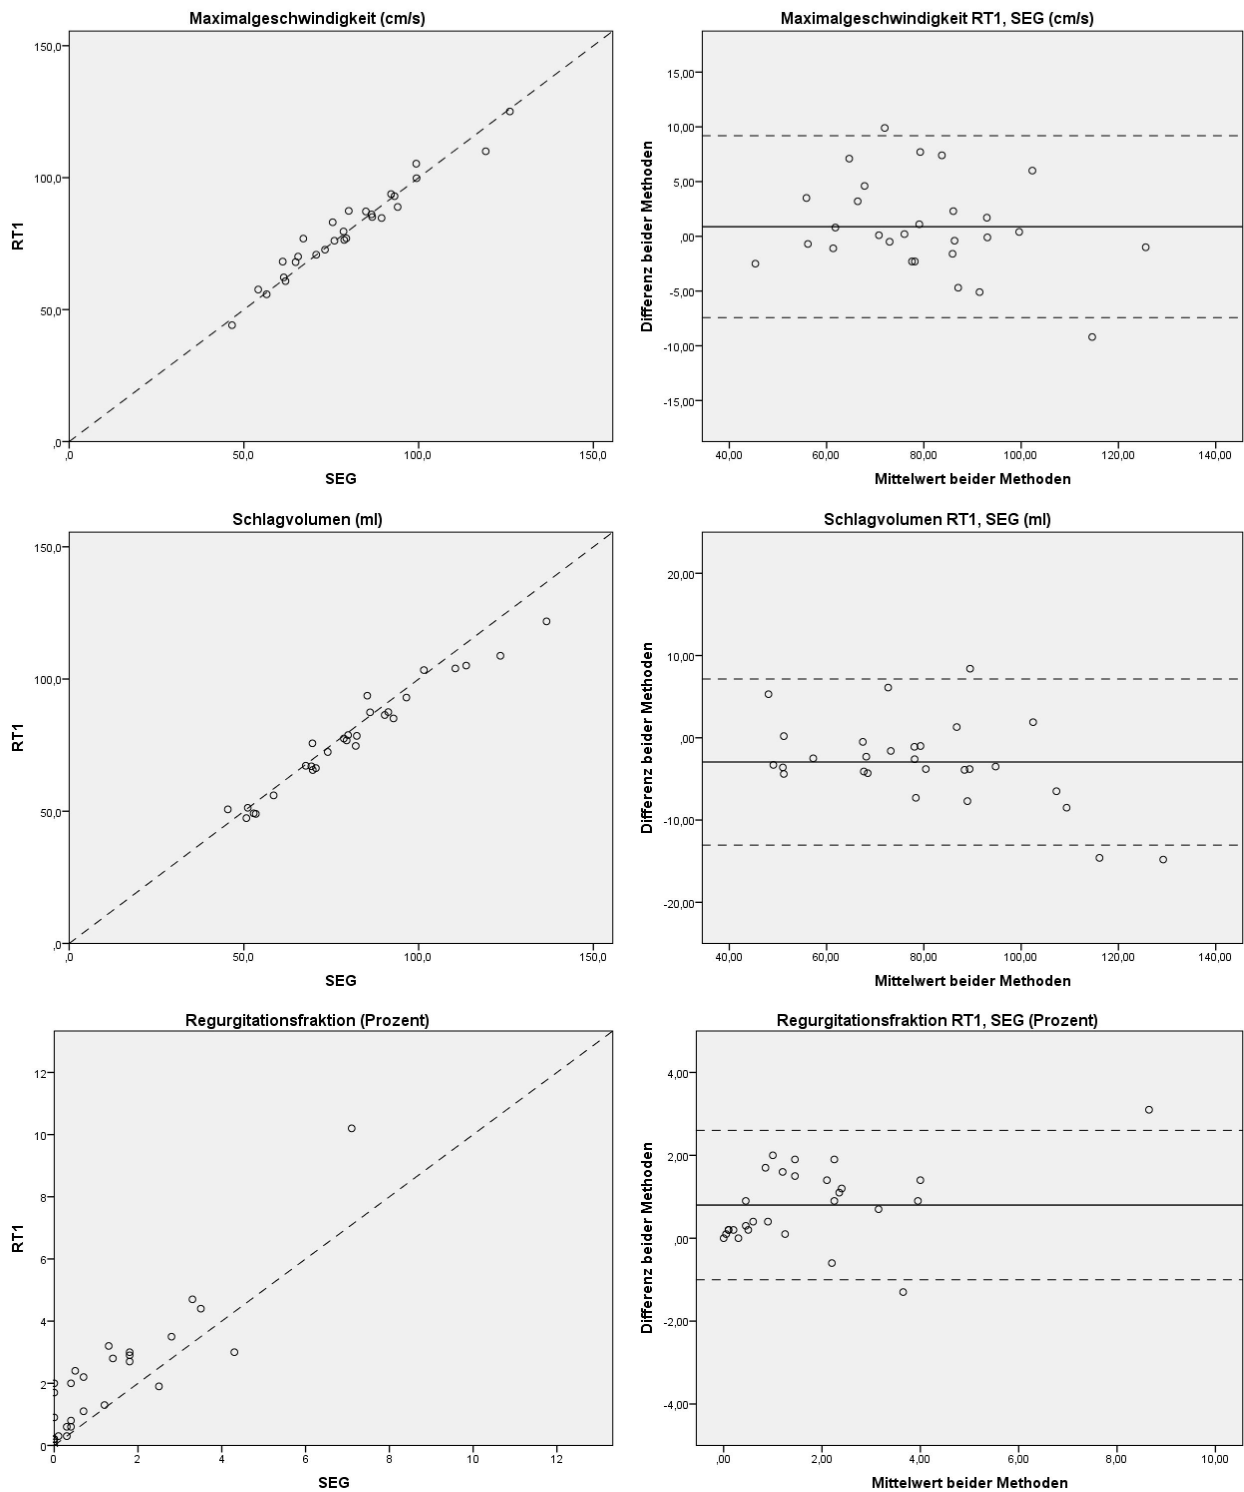 Maximalgeschwindigkeit (cm/s)
150,0
100,0
50,0
,0
RT1
,0 50,0 100,0 150,0
SEG
Maximalgeschwindigkeit RT1, SEG (cm/s)
15,00
10,00
5,00
,00
-5,00
-10,00
-15,00
Differenz beider Methoden
40,00 60,00 80,00 100,00 120,00 140,00
Mittelwert beider Methoden
Schlagvolumen (ml)
150,0
100,0
50,0
,0
RT1
,0 50,0 100,0 150,0
SEG
Schlagvolumen RT1, SEG (ml)
20,00
10,00
,00
-10,00
-20,00
Differenz beider Methoden
40,00 60,00 80,00 100,00 120,00 140,00
Mittelwert beider Methoden
Regurgitationsfraktion (Prozent)
12
10
8
6
4
2
0
RT1
0 2 4 6 8 10 12
SEG
Regurgitationsfraktion RT1, SEG (Prozent)
4,00
2,00
,00
-2,00
-4,00
Differenz beider Methoden
,00 2,00 4,00 6,00 8,00 10,00
Mittelwert beider Methoden